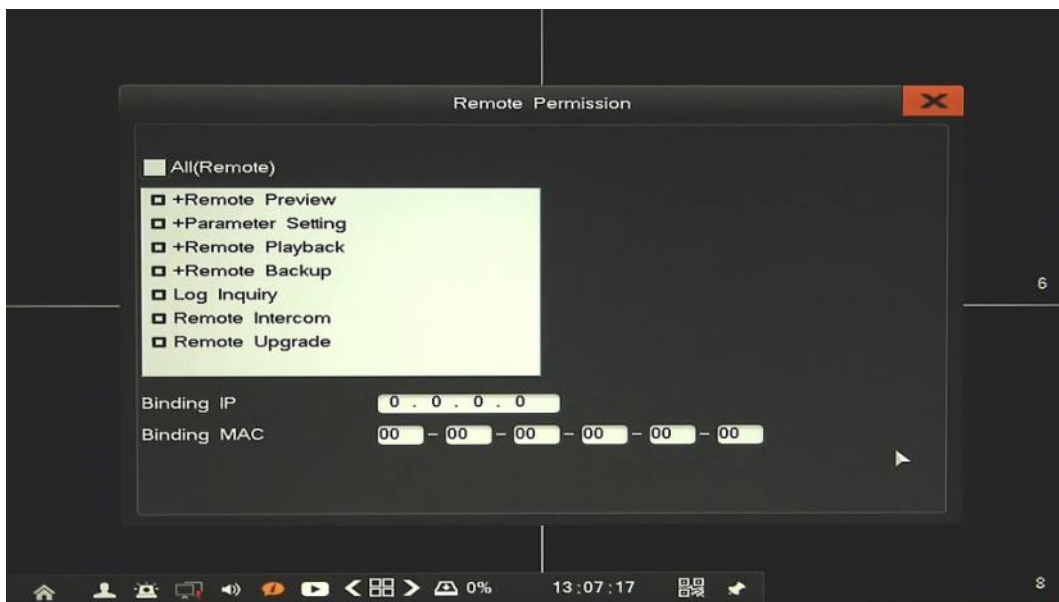 Remote Permission
All(Remote)
+Remote Preview
+Parameter Setting
+Remote Playback
+Remote Backup
Log Inquiry
Remote Intercom
Remote Upgrade
6
Binding IP 0 . 0 . 0 . 0
Binding MAC 00 - 00 - 00 - 00 - 00 - 00
0% 13:07:17
8